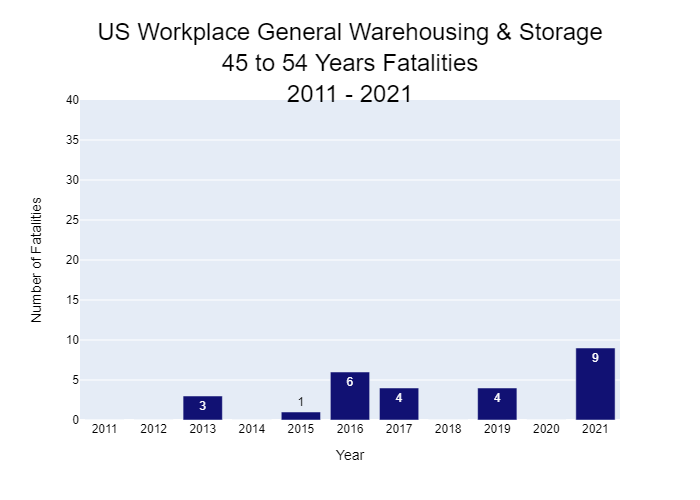 US Workplace General Warehousing & Storage
45 to 54 Years Fatalities
2011 - 2021
40
35
30
25
20
15
10
5
0
Number of Fatalities
3
1
6
4
4
9
2011 2012 2013 2014 2015 2016 2017 2018 2019 2020 2021
Year